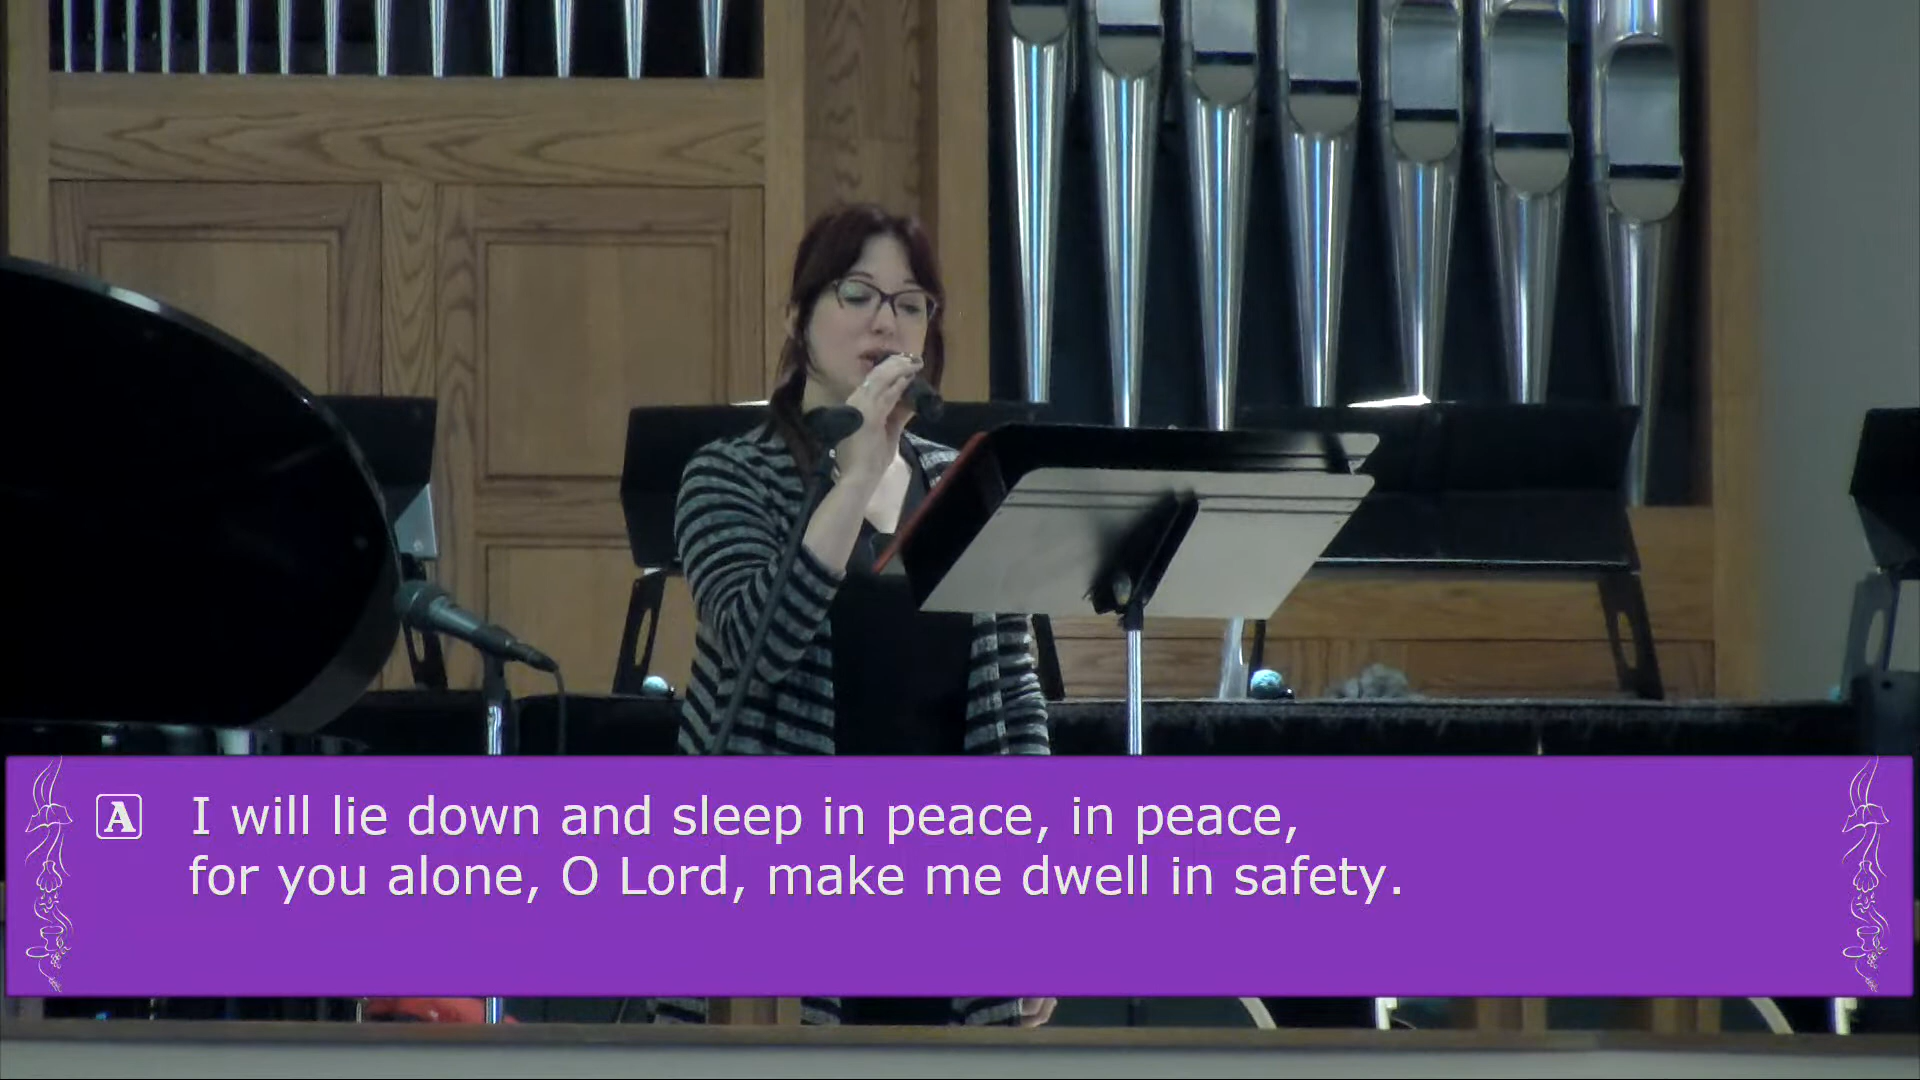 A I will lie down and sleep in peace, in peace,
for you alone, O Lord, make me dwell in safety.